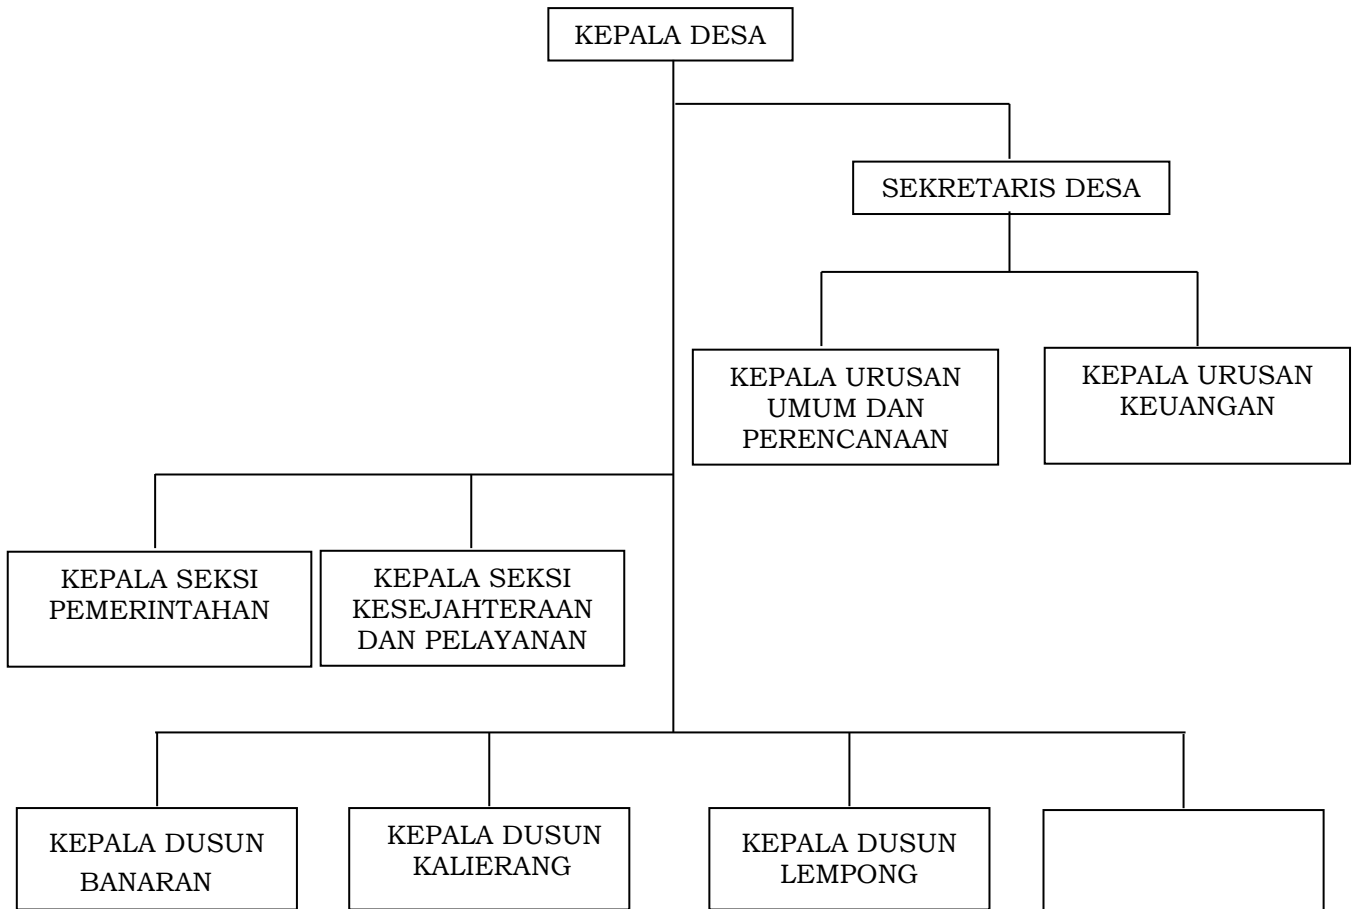 KEPALA DESA
SEKRETARIS DESA
KEPALA URUSAN
UMUM DAN
PERENCANAAN
KEPALA URUSAN
KEUANGAN
KEPALA SEKSI
PEMERINTAHAN
KEPALA SEKSI
KESEJAHTERAAN
DAN PELAYANAN
KEPALA DUSUN
BANARAN
KEPALA DUSUN
KALIERANG
KEPALA DUSUN
LEMPONG